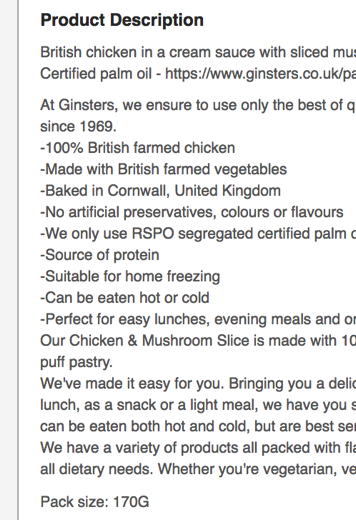 Product Description
British chicken in a cream sauce with sliced
Certified palm oil - https://www.ginsters.co.uk/pa
At Ginsters, we ensure to use only the best of
since 1969.
-100% British farmed chicken
-Made with British farmed vegetables
-Baked in Cornwall, United Kingdom
-No artificial preservatives, colours or flavours
-We only use RSPO segregated certified palm
-Source of protein
-Suitable for home freezing
-Can be eaten hot or cold
-Perfect for easy lunches, evening meals and
Our Chicken & Mushroom Slice is made with 10
puff pastry.
We've made it easy for you. Bringing you a
lunch, as a snack or a light meal, we have you
can be eaten both hot and cold, but are best
We have a variety of products all packed with
all dietary needs. Whether you're vegetarian,
Pack size: 170G